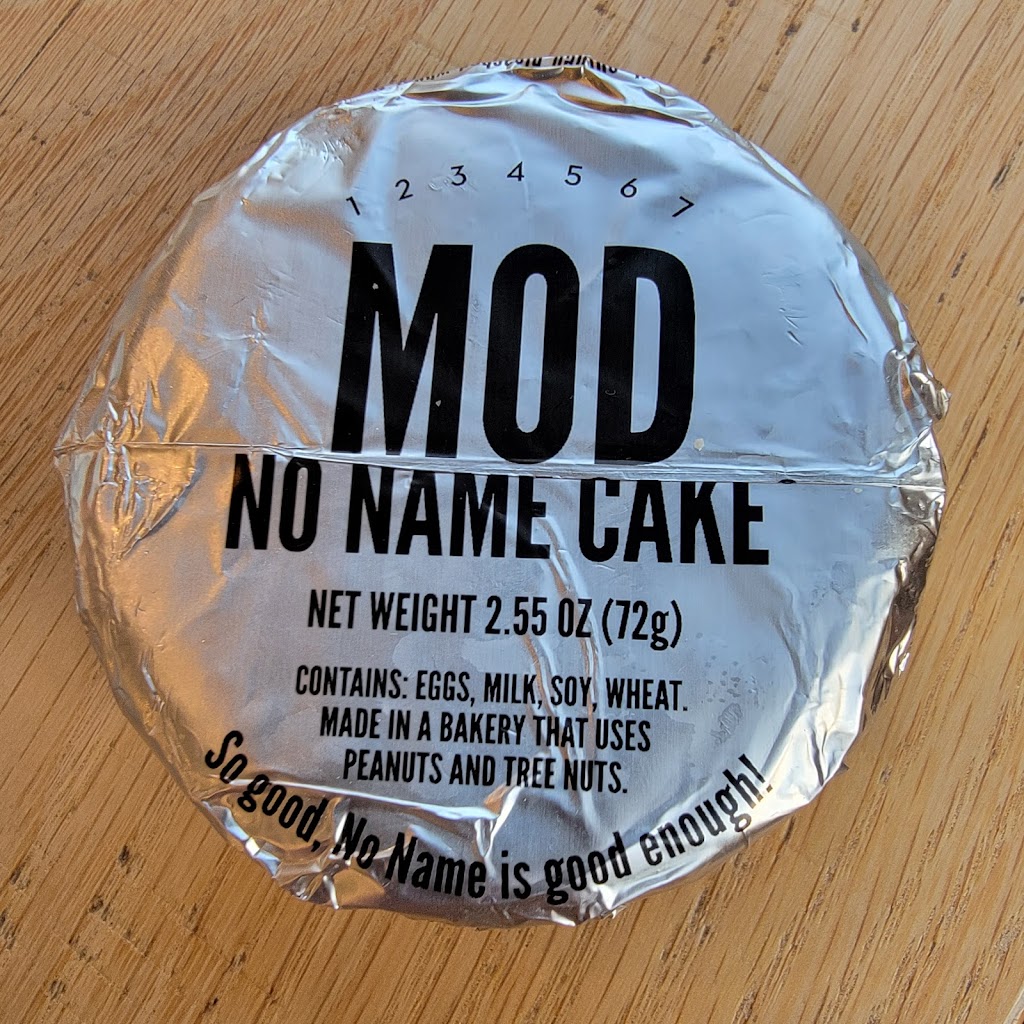 1 2 3 4 5 6 7
MOD
NO NAME CAKE
NET WEIGHT 2.55 OZ (72g)
CONTAINS: EGGS, MILK, SOY, WHEAT.
MADE IN A BAKERY THAT USES
PEANUTS AND TREE NUTS.
So good, No Name is good enough!